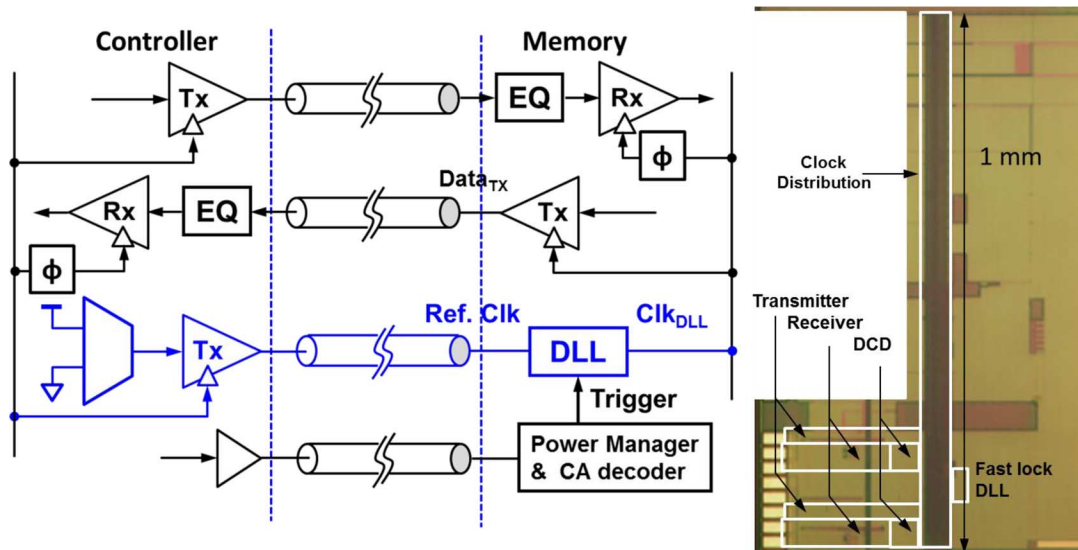 Controller
Memory
Tx
EQ
Rx
ϕ
Data_TX
Rx
EQ
Tx
ϕ
Tx
Ref. Clk
DLL
Clk_DLL
Trigger
Power Manager
& CA decoder
1 mm
Clock
Distribution
Transmitter
Receiver
DCD
Fast lock
DLL